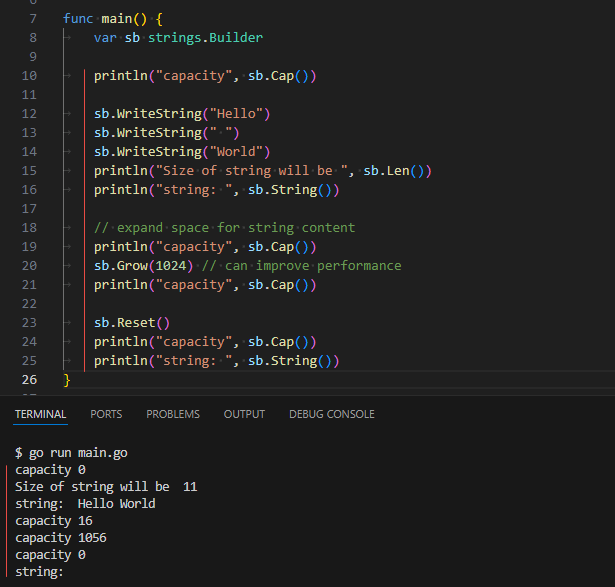 7 func main() {
8 var sb strings.Builder
9
10 println("capacity", sb.Cap())
11
12 sb.WriteString("Hello")
13 sb.WriteString(" ")
14 sb.WriteString("World")
15 println("Size of string will be ", sb.Len())
16 println("string: ", sb.String())
17
18 // expand space for string content
19 println("capacity", sb.Cap())
20 sb.Grow(1024) // can improve performance
21 println("capacity", sb.Cap())
22
23 sb.Reset()
24 println("capacity", sb.Cap())
25 println("string: ", sb.String())
26 }
TERMINAL PORTS PROBLEMS OUTPUT DEBUG CONSOLE
$ go run main.go
capacity 0
Size of string will be  11
string:  Hello World
capacity 16
capacity 1056
capacity 0
string: